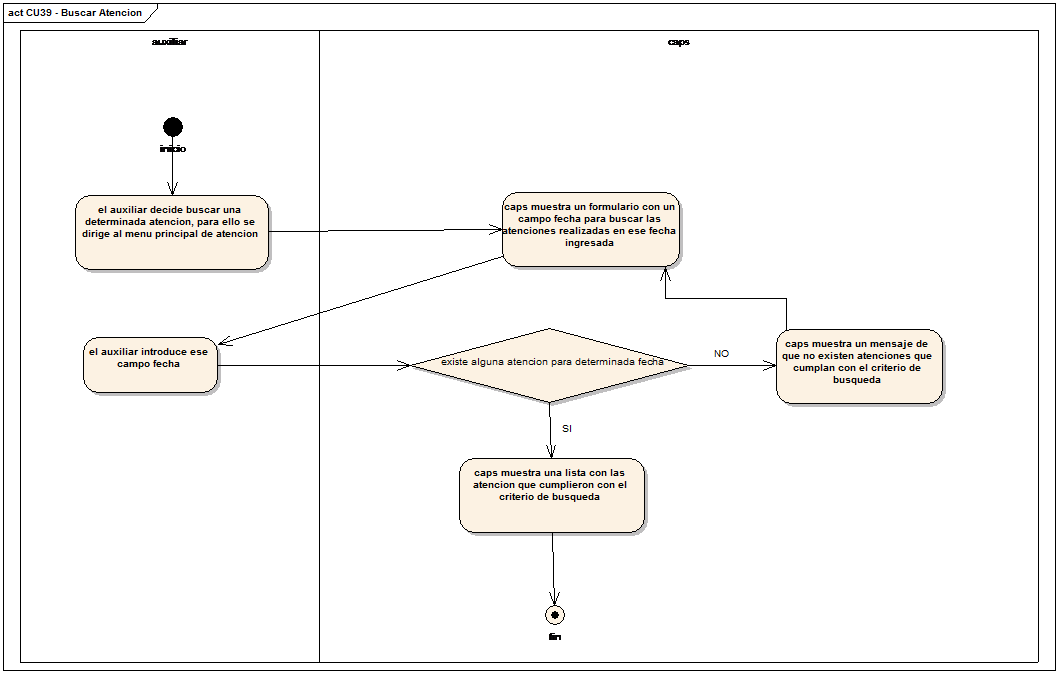 act CU39 - Buscar Atencion
auxiliar
caps
inicio
el auxiliar decide buscar una
determinada atencion, para ello se
dirige al menu principal de atencion
caps muestra un formulario con un
campo fecha para buscar las
atenciones realizadas en ese fecha
ingresada
el auxiliar introduce ese
campo fecha
existe alguna atencion para determinada fecha
NO
caps muestra un mensaje de
que no existen atenciones que
cumplan con el criterio de
busqueda
SI
caps muestra una lista con las
atencion que cumplieron con el
criterio de busqueda
fin